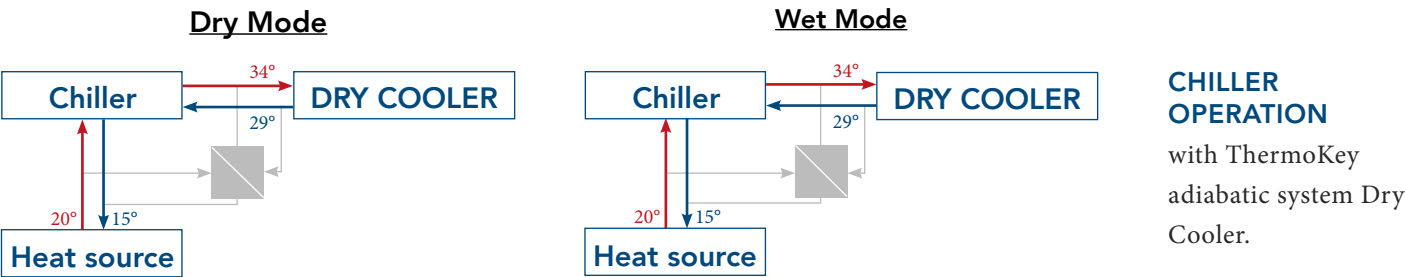 Dry Mode
Chiller
34°
29°
DRY COOLER
20°
15°
Heat source
Wet Mode
Chiller
34°
29°
DRY COOLER
20°
15°
Heat source
CHILLER
OPERATION
with ThermoKey
adiabatic system Dry
Cooler.